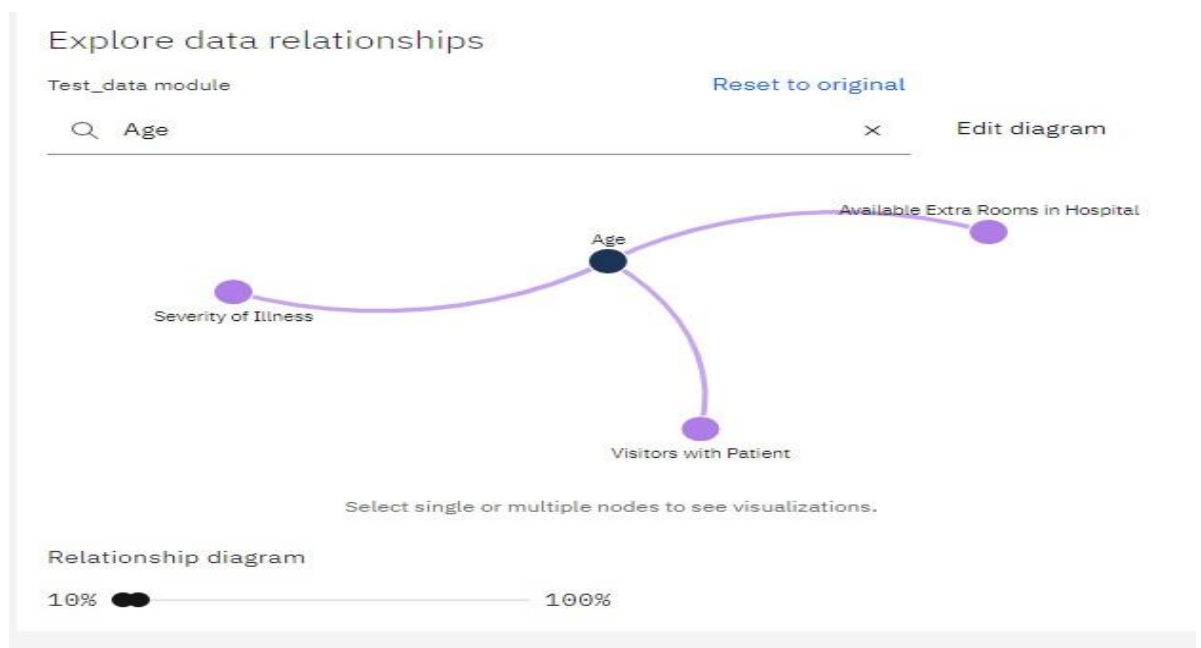 Explore data relationships
Test_data module
Reset to original
Age
Edit diagram
Available Extra Rooms in Hospital
Age
Severity of Illness
Visitors with Patient
Select single or multiple nodes to see visualizations.
Relationship diagram
10% 100%